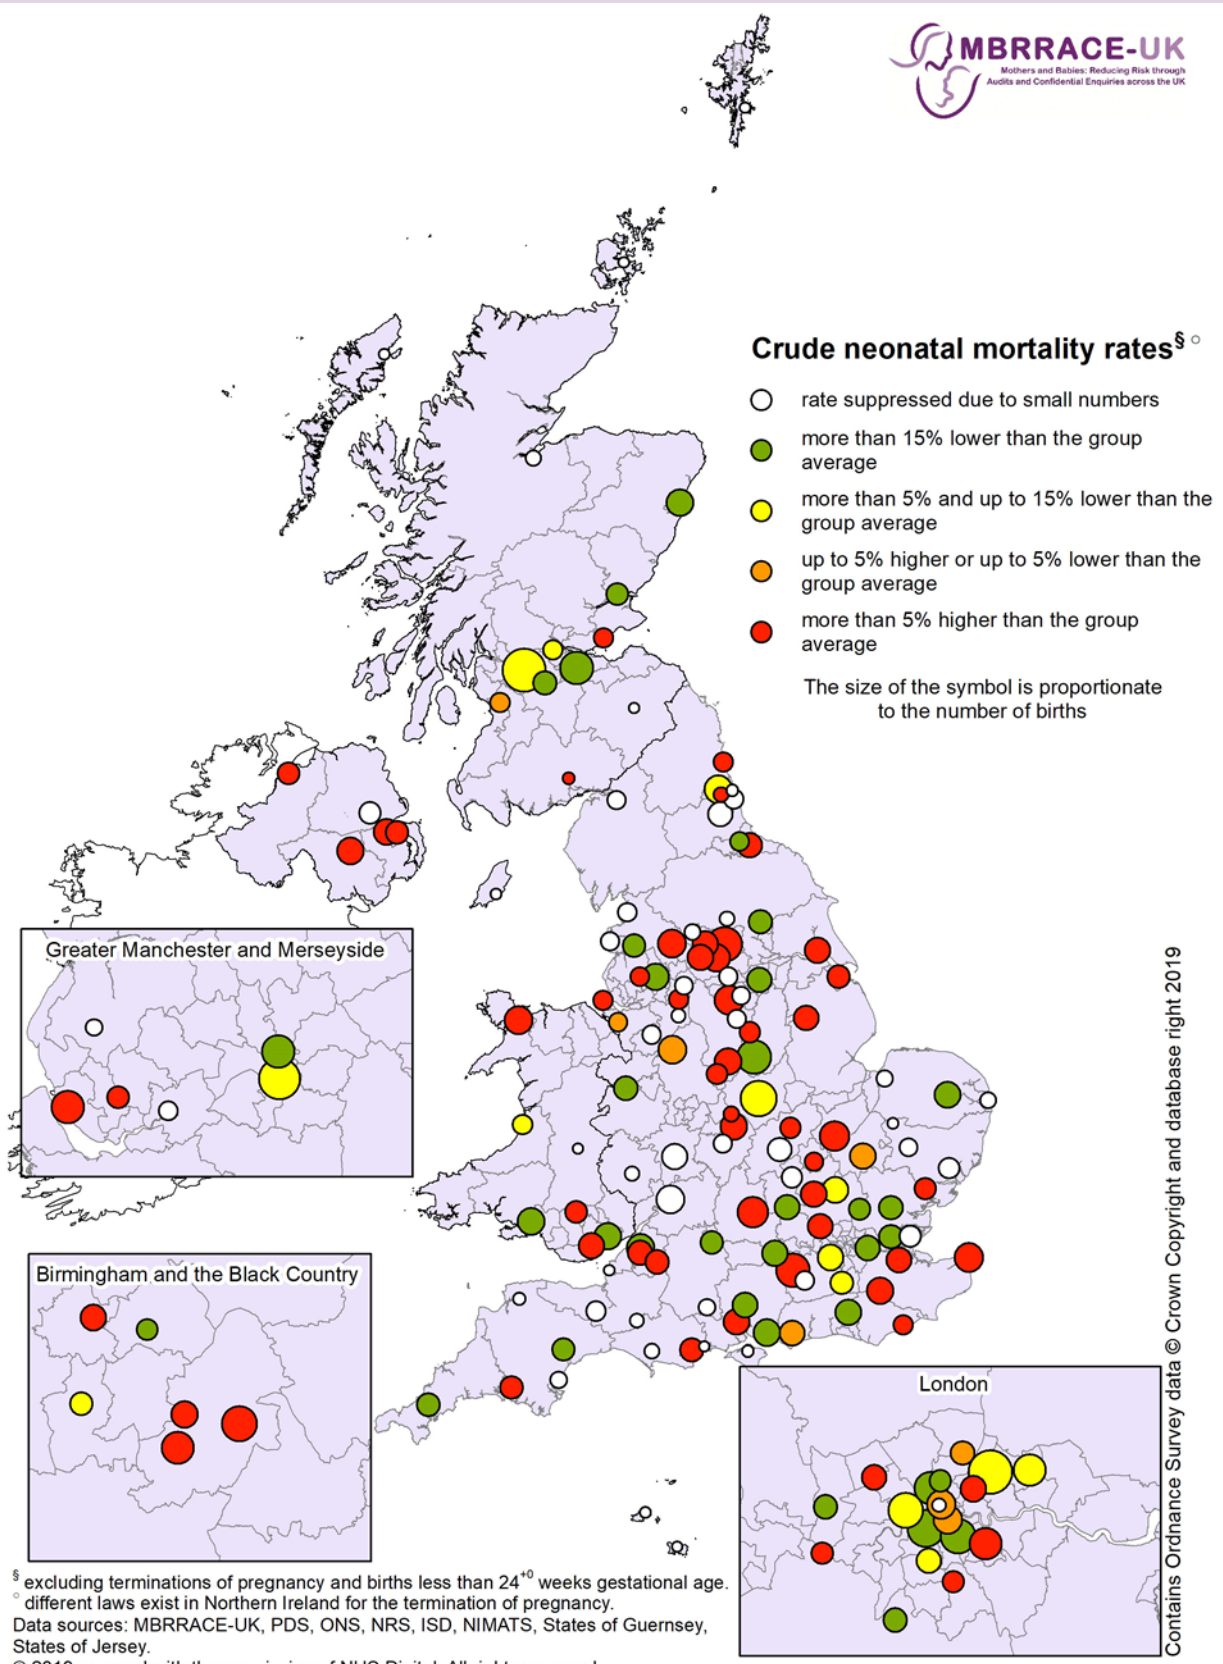 MBRRACE-UK
Mothers and Babies: Reducing Risk through
Audits and Confidential Enquiries across the UK
Crude neonatal mortality rates§ ○
rate suppressed due to small numbers
more than 15% lower than the group
average
more than 5% and up to 15% lower than the
group average
up to 5% higher or up to 5% lower than the
group average
more than 5% higher than the group
average
The size of the symbol is proportionate
to the number of births
Greater Manchester and Merseyside
Birmingham and the Black Country
London
Contains Ordnance Survey data © Crown Copyright and database right 2019
§ excluding terminations of pregnancy and births less than 24+0 weeks gestational age.
○ different laws exist in Northern Ireland for the termination of pregnancy.
Data sources: MBRRACE-UK, PDS, ONS, NRS, ISD, NIMATS, States of Guernsey,
States of Jersey.